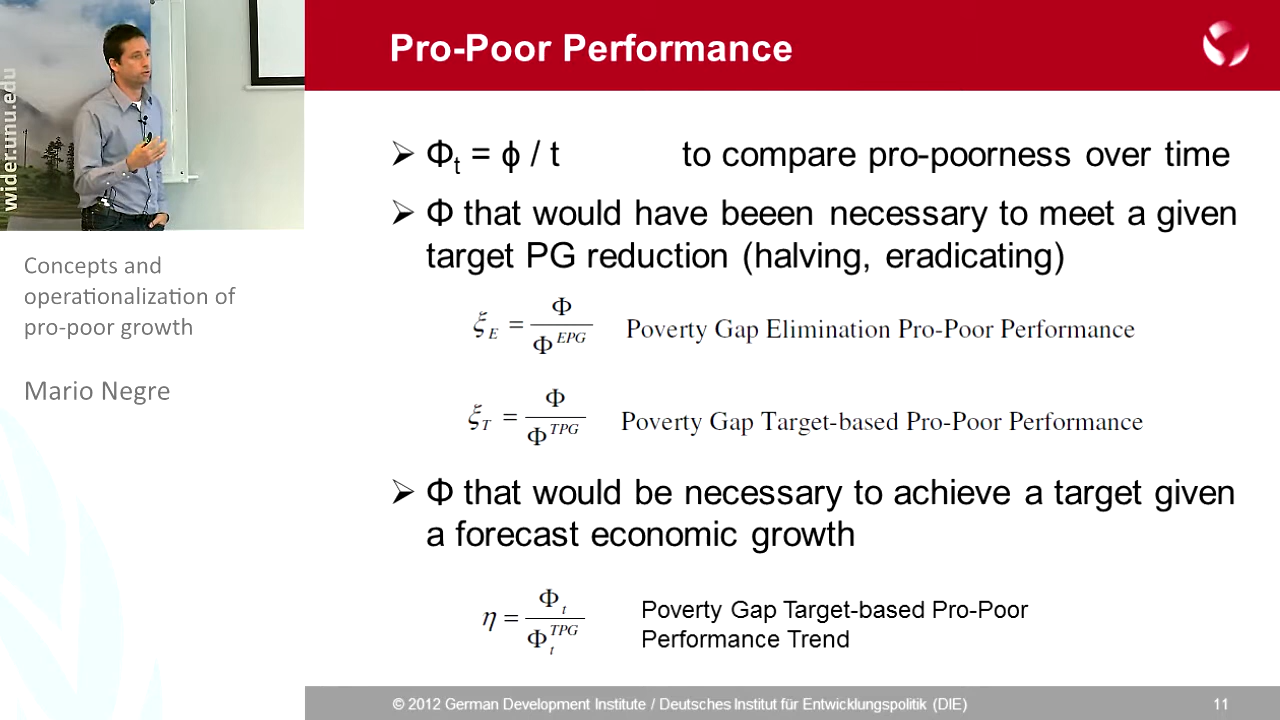 Pro-Poor Performance
wider.unu.edu
➢ Φt = ϕ / t to compare pro-poorness over time
➢ Φ that would have beeen necessary to meet a given
target PG reduction (halving, eradicating)
ξE = Φ / Φ^EPG Poverty Gap Elimination Pro-Poor Performance
ξT = Φ / Φ^TPG Poverty Gap Target-based Pro-Poor Performance
➢ Φ that would be necessary to achieve a target given
a forecast economic growth
η = Φt / Φt^TPG Poverty Gap Target-based Pro-Poor
Performance Trend
Concepts and
operationalization of
pro-poor growth
Mario Negre
© 2012 German Development Institute / Deutsches Institut für Entwicklungspolitik (DIE)
11